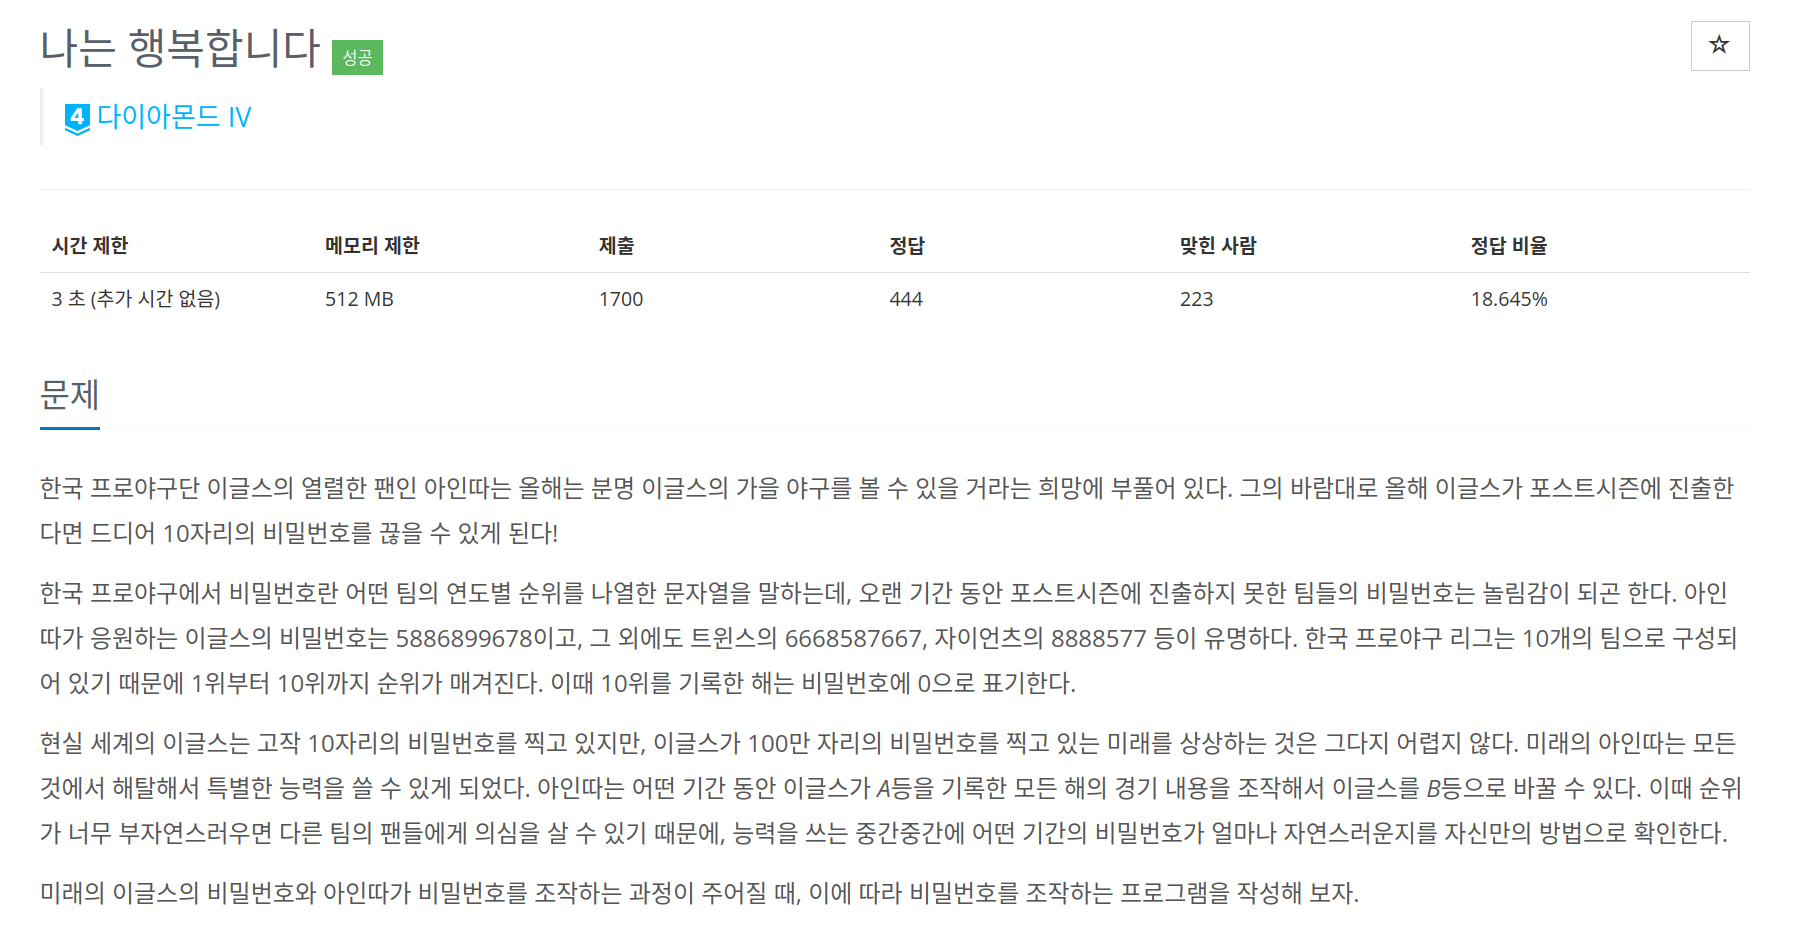 나는 행복합니다 성공
4 다이아몬드 IV
시간 제한 메모리 제한 제출 정답 맞힌 사람 정답 비율
3 초 (추가 시간 없음) 512 MB 1700 444 223 18.645%
문제
한국 프로야구단 이글스의 열렬한 팬인 아인따는 올해는 분명 이글스의 가을 야구를 볼 수 있을 거라는 희망에 부풀어 있다. 그의 바람대로 올해 이글스가 포스트시즌에 진출한
다면 드디어 10자리의 비밀번호를 끊을 수 있게 된다!
한국 프로야구에서 비밀번호란 어떤 팀의 연도별 순위를 나열한 문자열을 말하는데, 오랜 기간 동안 포스트시즌에 진출하지 못한 팀들의 비밀번호는 놀림감이 되곤 한다. 아인
따가 응원하는 이글스의 비밀번호는 5886899678이고, 그 외에도 트윈스의 6668587667, 자이언츠의 8888577 등이 유명하다. 한국 프로야구 리그는 10개의 팀으로 구성되
어 있기 때문에 1위부터 10위까지 순위가 매겨진다. 이때 10위를 기록한 해는 비밀번호에 0으로 표기한다.
현실 세계의 이글스는 고작 10자리의 비밀번호를 찍고 있지만, 이글스가 100만 자리의 비밀번호를 찍고 있는 미래를 상상하는 것은 그다지 어렵지 않다. 미래의 아인따는 모든
것에서 해탈해서 특별한 능력을 쓸 수 있게 되었다. 아인따는 어떤 기간 동안 이글스가 A등을 기록한 모든 해의 경기 내용을 조작해서 이글스를 B등으로 바꿀 수 있다. 이때 순위
가 너무 부자연스러우면 다른 팀의 팬들에게 의심을 살 수 있기 때문에, 능력을 쓰는 중간중간에 어떤 기간의 비밀번호가 얼마나 자연스러운지를 자신만의 방법으로 확인한다.
미래의 이글스의 비밀번호와 아인따가 비밀번호를 조작하는 과정이 주어질 때, 이에 따라 비밀번호를 조작하는 프로그램을 작성해 보자.